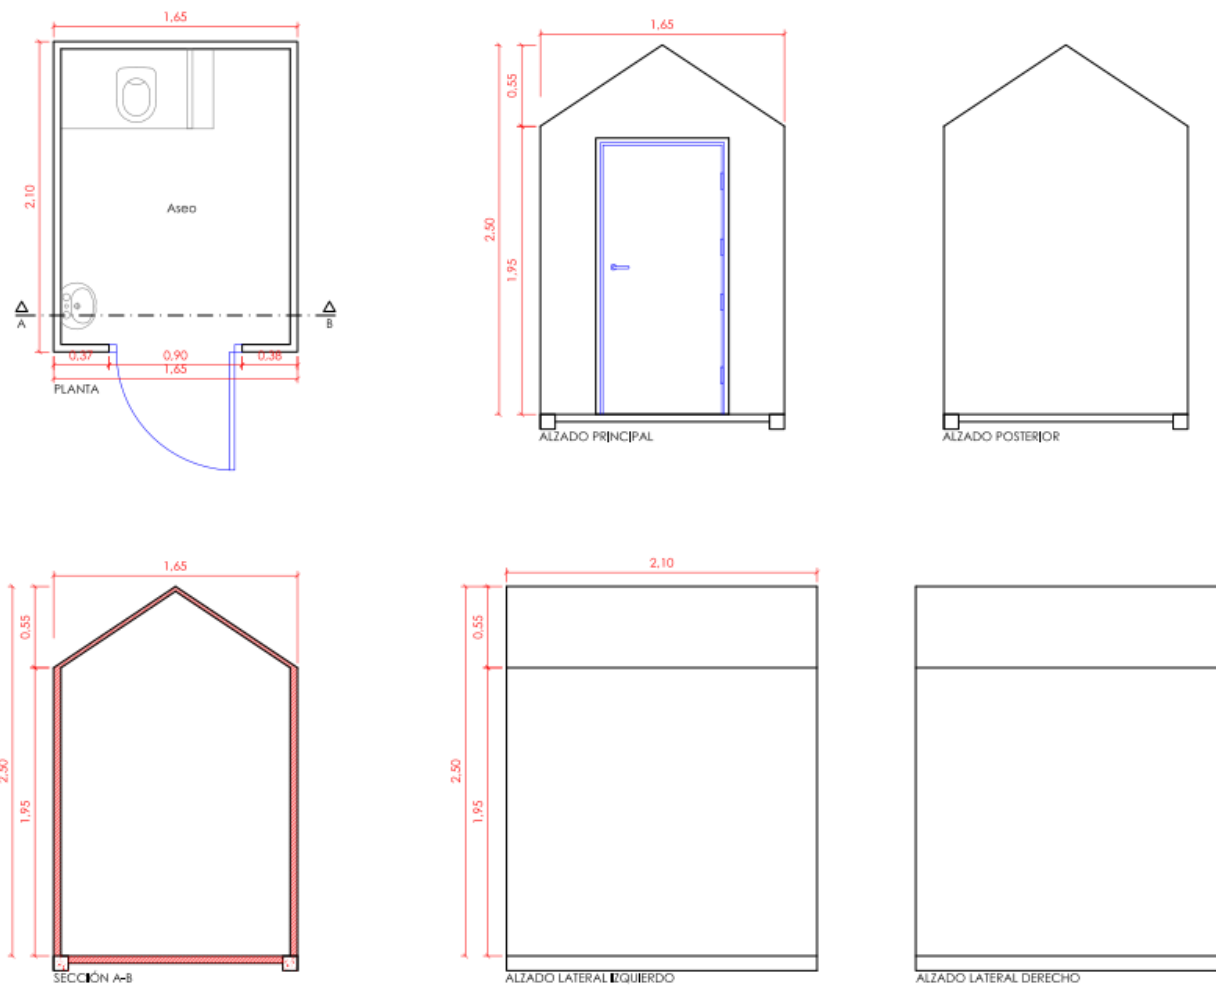 1,65
2,10
Aseo
A
B
0,37
0,90
0,38
1,65
PLANTA
1,65
0,55
2,50
1,95
ALZADO PRINCIPAL
ALZADO POSTERIOR
1,65
0,55
2,50
1,95
SECCIÓN A-B
2,10
0,55
2,50
1,95
ALZADO LATERAL IZQUIERDO
ALZADO LATERAL DERECHO